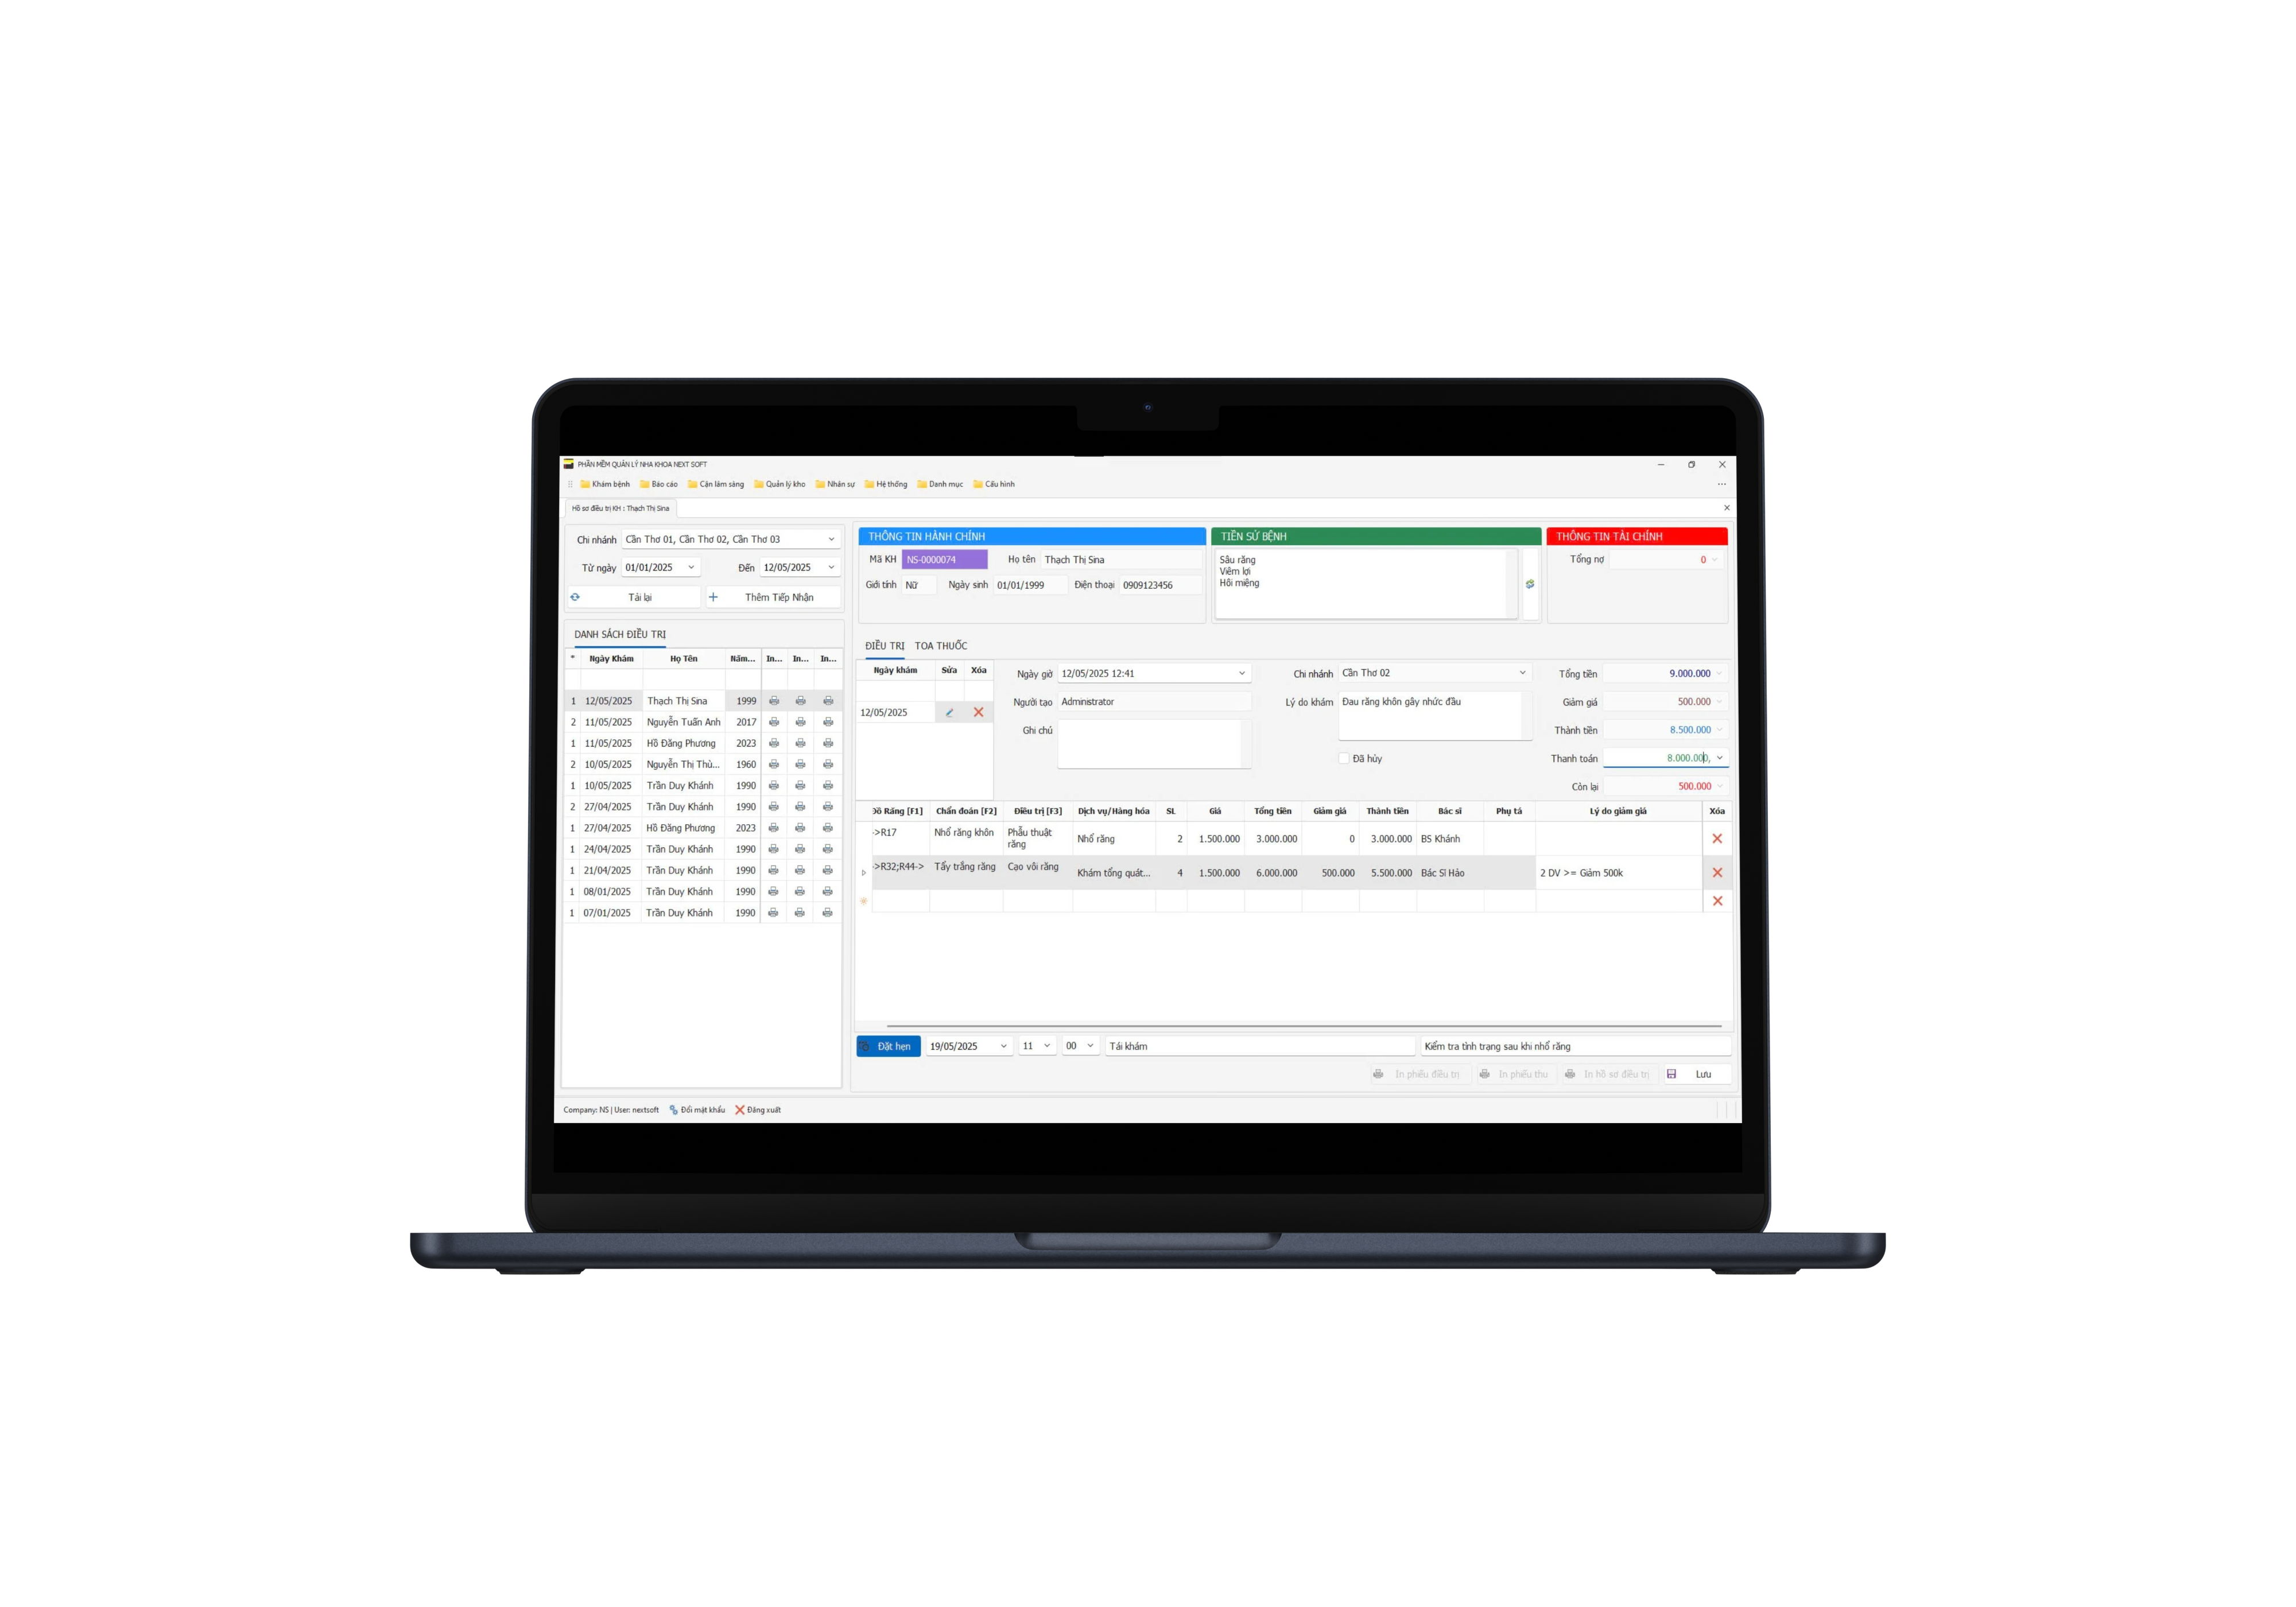 PHẦN MỀM QUẢN LÝ NHA KHOA NEXT SOFT
Khám bệnh Báo cáo Cận lâm sàng Quản lý kho Nhân sự Hệ thống Danh mục Cấu hình
Hồ sơ điều trị KH : Thạch Thị Sina
Chi nhánh Cần Thơ 01, Cần Thơ 02, Cần Thơ 03
Từ ngày 01/01/2025 Đến 12/05/2025
Tải lại Thêm Tiếp Nhận
DANH SÁCH ĐIỀU TRỊ
* Ngày Khám Họ Tên Năm... In... In... In...
1 12/05/2025 Thạch Thị Sina 1999
2 11/05/2025 Nguyễn Tuấn Anh 2017
1 11/05/2025 Hồ Đăng Phương 2023
2 10/05/2025 Nguyễn Thị Thù... 1960
1 10/05/2025 Trần Duy Khánh 1990
2 27/04/2025 Trần Duy Khánh 1990
1 27/04/2025 Hồ Đăng Phương 2023
1 24/04/2025 Trần Duy Khánh 1990
1 21/04/2025 Trần Duy Khánh 1990
1 08/01/2025 Trần Duy Khánh 1990
1 07/01/2025 Trần Duy Khánh 1990
THÔNG TIN HÀNH CHÍNH
Mã KH NS-0000074 Họ tên Thạch Thị Sina
Giới tính Nữ Ngày sinh 01/01/1999 Điện thoại 0909123456
TIỀN SỬ BỆNH
Sâu răng
Viêm lợi
Hôi miệng
THÔNG TIN TÀI CHÍNH
Tổng nợ 0
ĐIỀU TRỊ TOA THUỐC
Ngày khám Sửa Xóa
12/05/2025
Ngày giờ 12/05/2025 12:41
Người tạo Administrator
Ghi chú
Chi nhánh Cần Thơ 02
Lý do khám Đau răng khôn gây nhức đầu
Đã hủy
Tổng tiền 9.000.000
Giảm giá 500.000
Thành tiền 8.500.000
Thanh toán 8.000.000,
Còn lại 500.000
Đồ Răng [F1] Chẩn đoán [F2] Điều trị [F3] Dịch vụ/Hàng hóa SL Giá Tổng tiền Giảm giá Thành tiền Bác sĩ Phụ tá Lý do giảm giá Xóa
->R17 Nhổ răng khôn Phẫu thuật răng Nhổ răng 2 1.500.000 3.000.000 0 3.000.000 BS Khánh
->R32;R44-> Tẩy trắng răng Cạo vôi răng Khám tổng quát... 4 1.500.000 6.000.000 500.000 5.500.000 Bác Sĩ Hảo 2 DV >= Giảm 500k
Đặt hẹn 19/05/2025 11 00 Tái khám Kiểm tra tình trạng sau khi nhổ răng
In phiếu điều trị In phiếu thu In hồ sơ điều trị Lưu
Company: NS | User: nextsoft Đổi mật khẩu Đăng xuất